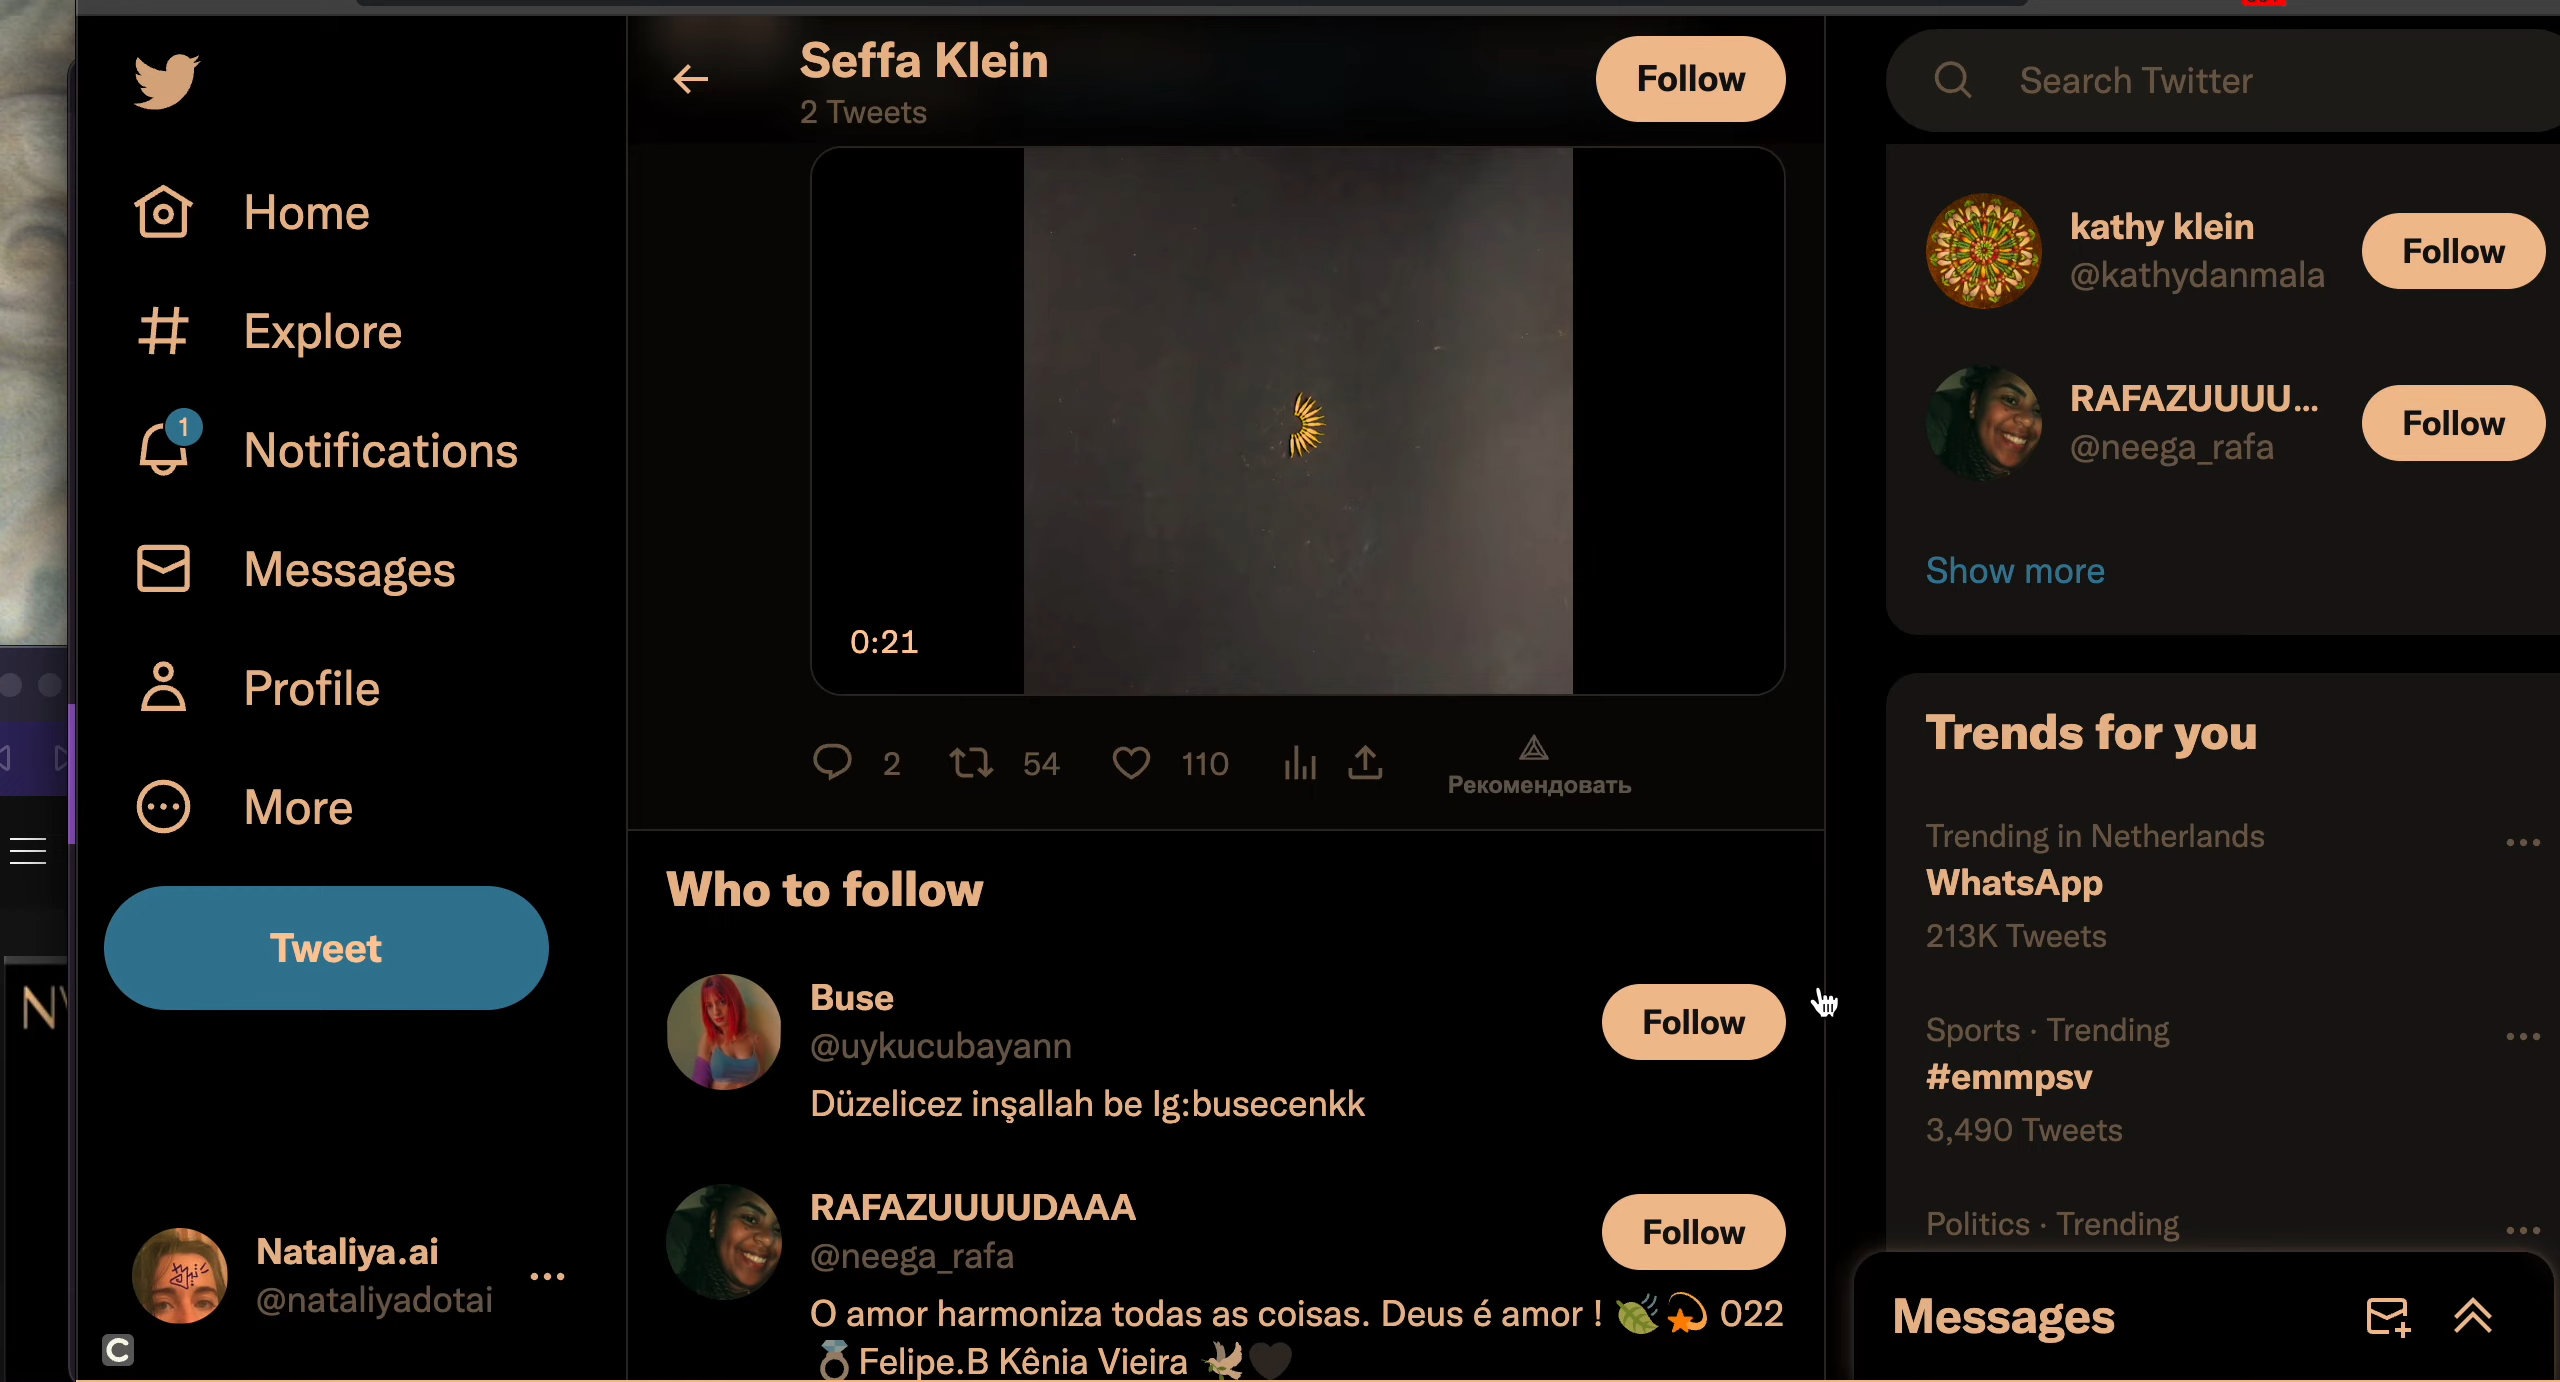 Seffa Klein
2 Tweets
Follow
Search Twitter
Home
Explore
1
Notifications
Messages
Profile
More
Tweet
Nataliya.ai
@nataliyadotai
C
0:21
2
54
110
Рекомендовать
Who to follow
Buse
@uykucubayann
Follow
Düzelicez inşallah be Ig:busecenkk
RAFAZUUUUDAAA
@neega_rafa
Follow
O amor harmoniza todas as coisas. Deus é amor ! 🍃💫 022
💍Felipe.B Kênia Vieira 🕊🖤
kathy klein
@kathydanmala
Follow
RAFAZUUUU...
@neega_rafa
Follow
Show more
Trends for you
Trending in Netherlands
WhatsApp
213K Tweets
Sports · Trending
#emmpsv
3,490 Tweets
Politics · Trending
Messages